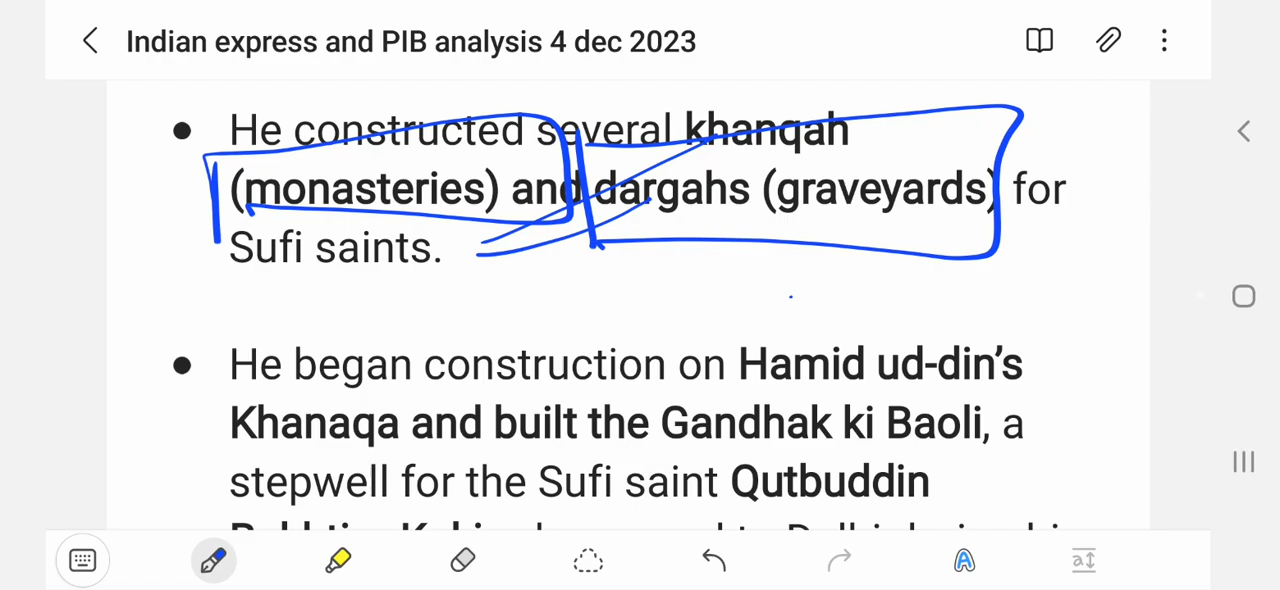 Indian express and PIB analysis 4 dec 2023
● He constructed several khanqah
(monasteries) and dargahs (graveyards) for
Sufi saints.
● He began construction on Hamid ud-din’s
Khanaqa and built the Gandhak ki Baoli, a
stepwell for the Sufi saint Qutbuddin